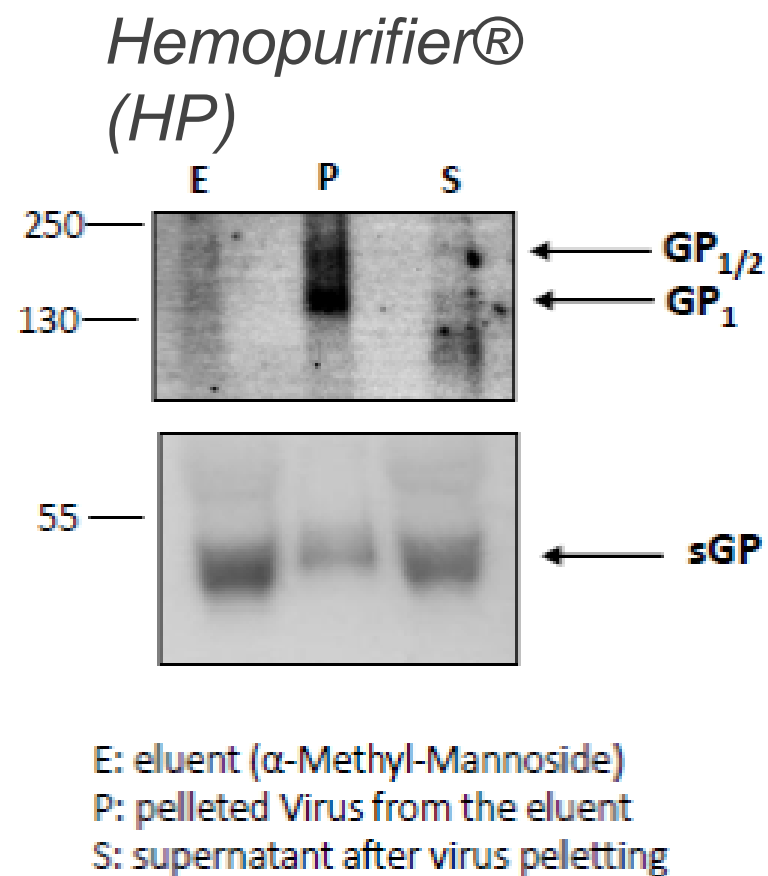 Hemopurifier®
(HP)
E P S
250
GP1/2
130
GP1
55
sGP
E: eluent (α-Methyl-Mannoside)
P: pelleted Virus from the eluent
S: supernatant after virus peletting